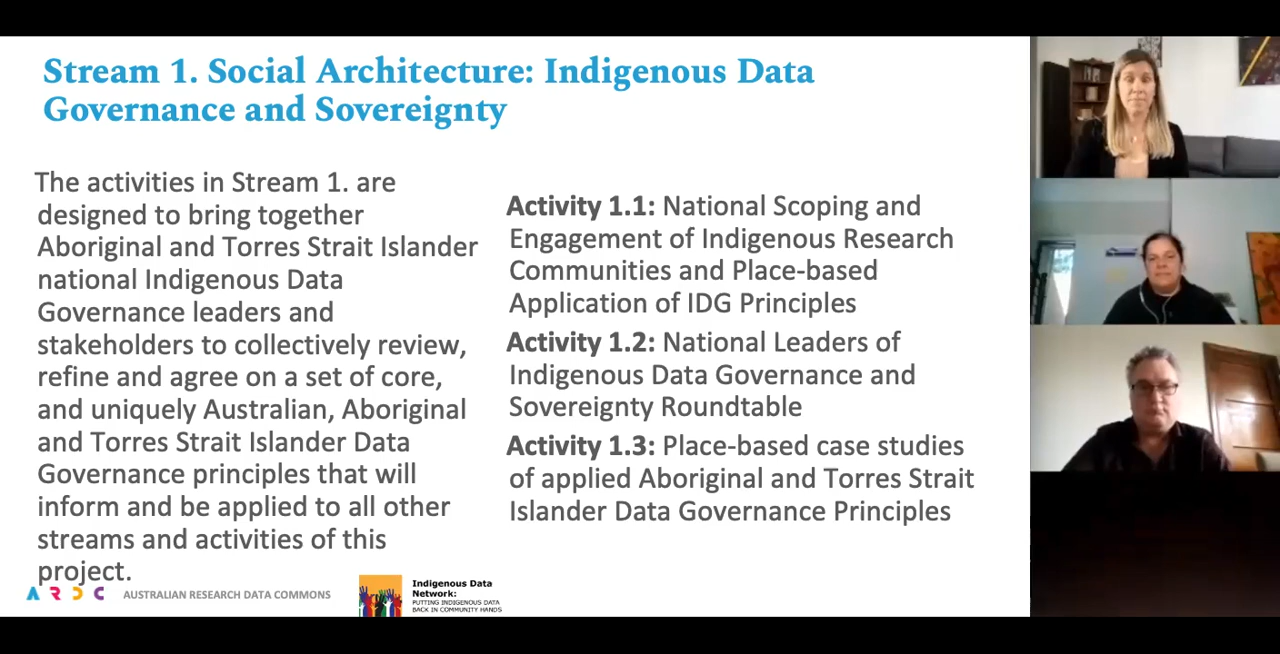 Stream 1. Social Architecture: Indigenous Data
Governance and Sovereignty
The activities in Stream 1. are
designed to bring together
Aboriginal and Torres Strait Islander
national Indigenous Data
Governance leaders and
stakeholders to collectively review,
refine and agree on a set of core,
and uniquely Australian, Aboriginal
and Torres Strait Islander Data
Governance principles that will
inform and be applied to all other
streams and activities of this
project.
Activity 1.1: National Scoping and
Engagement of Indigenous Research
Communities and Place-based
Application of IDG Principles
Activity 1.2: National Leaders of
Indigenous Data Governance and
Sovereignty Roundtable
Activity 1.3: Place-based case studies
of applied Aboriginal and Torres Strait
Islander Data Governance Principles
ARDC AUSTRALIAN RESEARCH DATA COMMONS
Indigenous Data
Network:
PUTTING INDIGENOUS DATA
BACK IN COMMUNITY HANDS